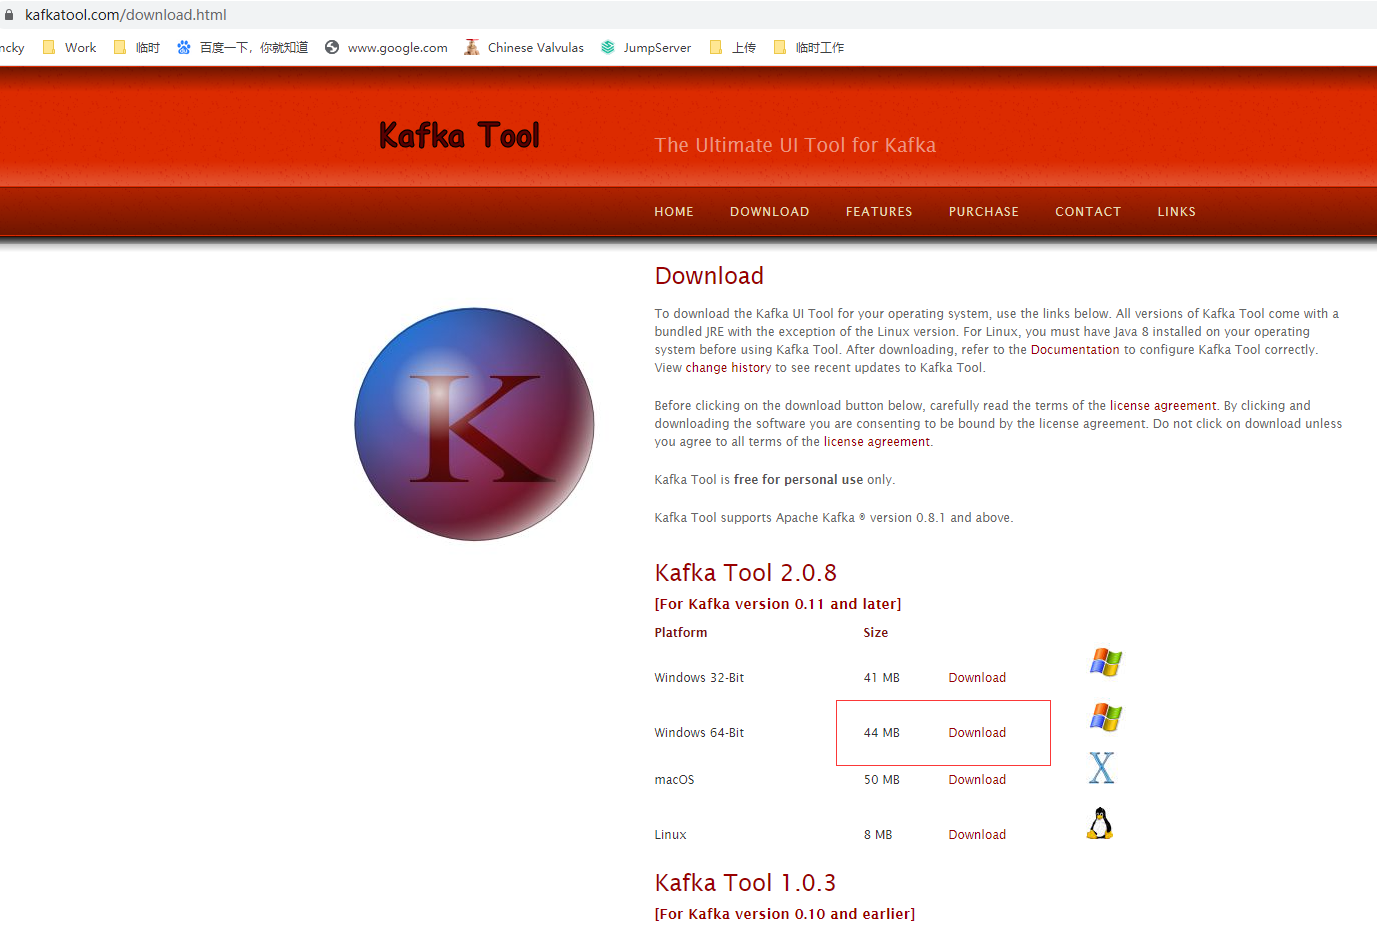 kafkatool.com/download.html
ncky Work 临时 百度一下，你就知道 www.google.com Chinese Valvulas JumpServer 上传 临时工作
Kafka Tool
The Ultimate UI Tool for Kafka
HOME DOWNLOAD FEATURES PURCHASE CONTACT LINKS
Download
To download the Kafka UI Tool for your operating system, use the links below. All versions of Kafka Tool come with a
bundled JRE with the exception of the Linux version. For Linux, you must have Java 8 installed on your operating
system before using Kafka Tool. After downloading, refer to the Documentation to configure Kafka Tool correctly.
View change history to see recent updates to Kafka Tool.
Before clicking on the download button below, carefully read the terms of the license agreement. By clicking and
downloading the software you are consenting to be bound by the license agreement. Do not click on download unless
you agree to all terms of the license agreement.
Kafka Tool is free for personal use only.
Kafka Tool supports Apache Kafka ® version 0.8.1 and above.
K
Kafka Tool 2.0.8
[For Kafka version 0.11 and later]
Platform Size
Windows 32-Bit 41 MB Download
Windows 64-Bit 44 MB Download
macOS 50 MB Download
X
Linux 8 MB Download
Kafka Tool 1.0.3
[For Kafka version 0.10 and earlier]